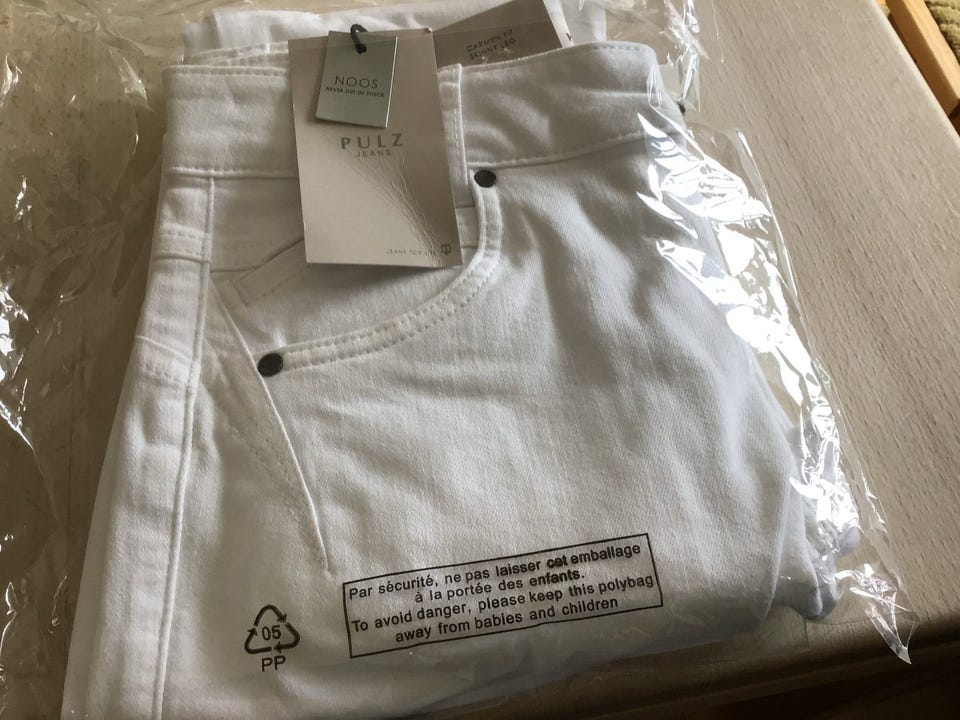 CARMEN FIT
SKINNY LEG
NOOS
NEVER OUT OF STOCK
PULZ
JEANS
JEANS FOR LIFE
Par sécurité, ne pas laisser cet emballage
à la portée des enfants.
To avoid danger, please keep this polybag
away from babies and children
05
PP